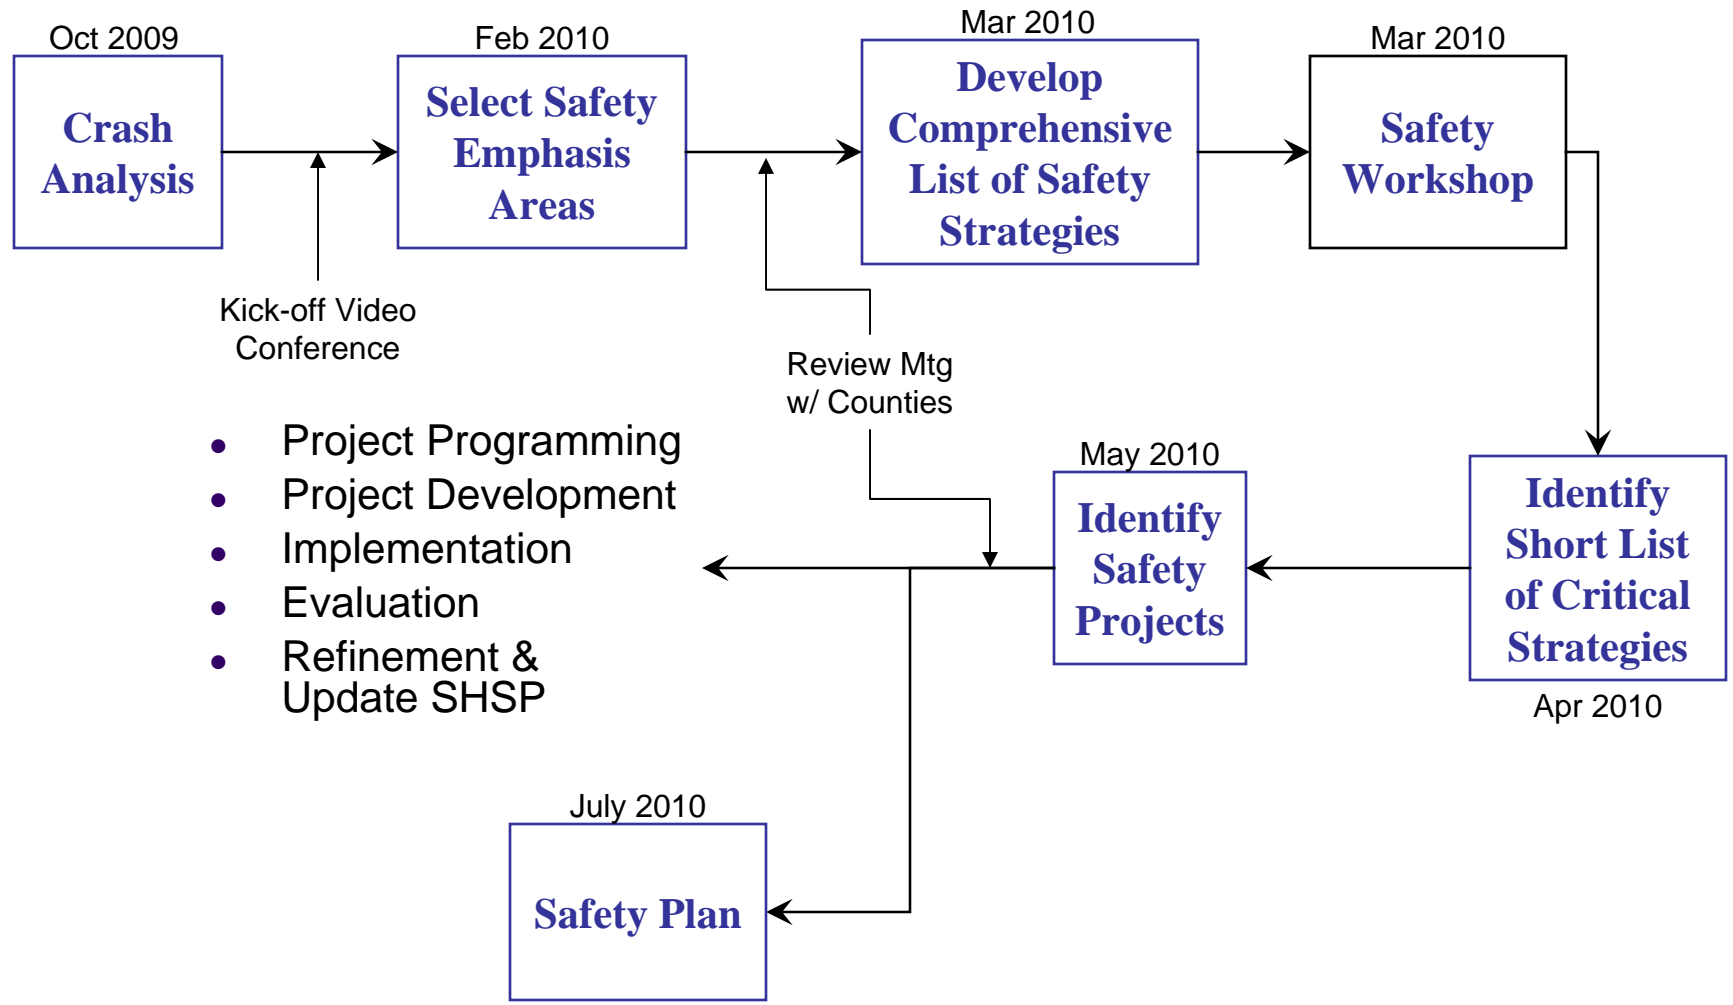 Oct 2009
Crash
Analysis
Feb 2010
Select Safety
Emphasis
Areas
Mar 2010
Develop
Comprehensive
List of Safety
Strategies
Mar 2010
Safety
Workshop
Kick-off Video
Conference
Review Mtg
w/ Counties
• Project Programming
• Project Development
• Implementation
• Evaluation
• Refinement &
Update SHSP
May 2010
Identify
Safety
Projects
Identify
Short List
of Critical
Strategies
Apr 2010
July 2010
Safety Plan